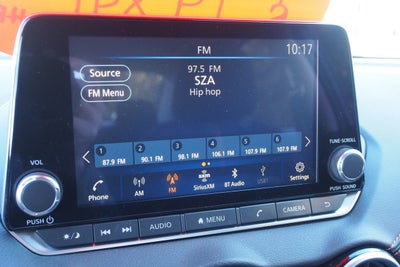 FM
10:17
Source
97.5 FM
SZA
FM Menu
Hip hop
1 2 3 4 5 6
87.9 FM 90.1 FM 98.1 FM 106.1 FM 107.9 FM 107.9 FM
Phone AM FM SiriusXM BT Audio USB1 Settings
VOL
TUNE·SCROLL
PUSH
PUSH SOUND
AUDIO
MENU
CAMERA